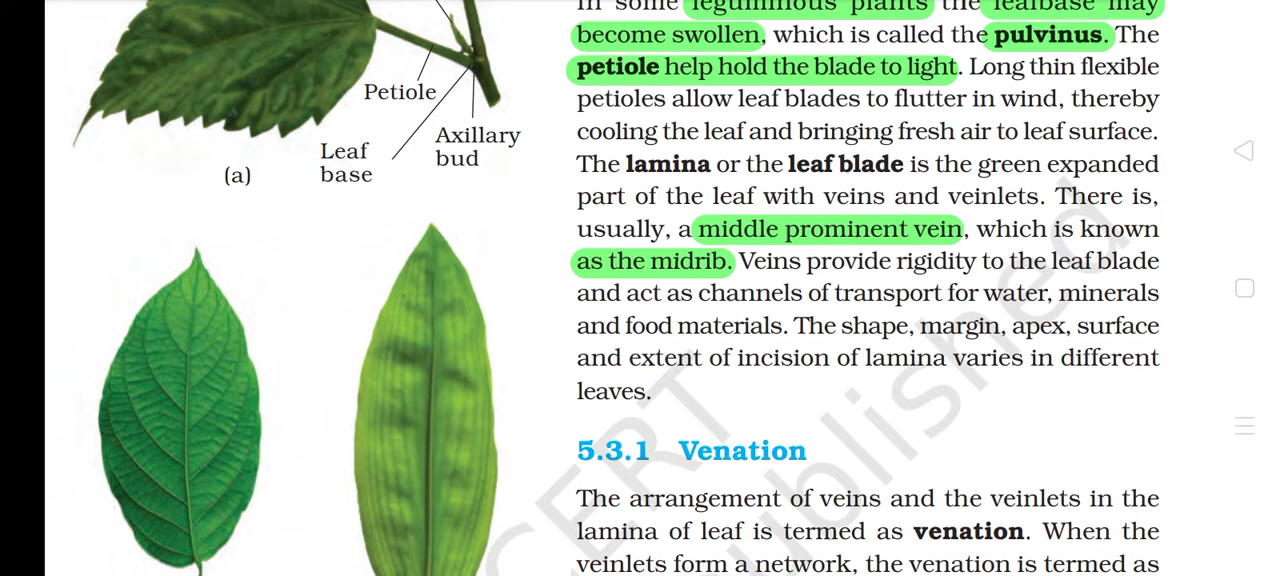 In some leguminous plants the leafbase may
become swollen, which is called the pulvinus. The
petiole help hold the blade to light. Long thin flexible
petioles allow leaf blades to flutter in wind, thereby
cooling the leaf and bringing fresh air to leaf surface.
The lamina or the leaf blade is the green expanded
part of the leaf with veins and veinlets. There is,
usually, a middle prominent vein, which is known
as the midrib. Veins provide rigidity to the leaf blade
and act as channels of transport for water, minerals
and food materials. The shape, margin, apex, surface
and extent of incision of lamina varies in different
leaves.
5.3.1 Venation
The arrangement of veins and the veinlets in the
lamina of leaf is termed as venation. When the
veinlets form a network, the venation is termed as
Petiole
Axillary
bud
Leaf
base
(a)